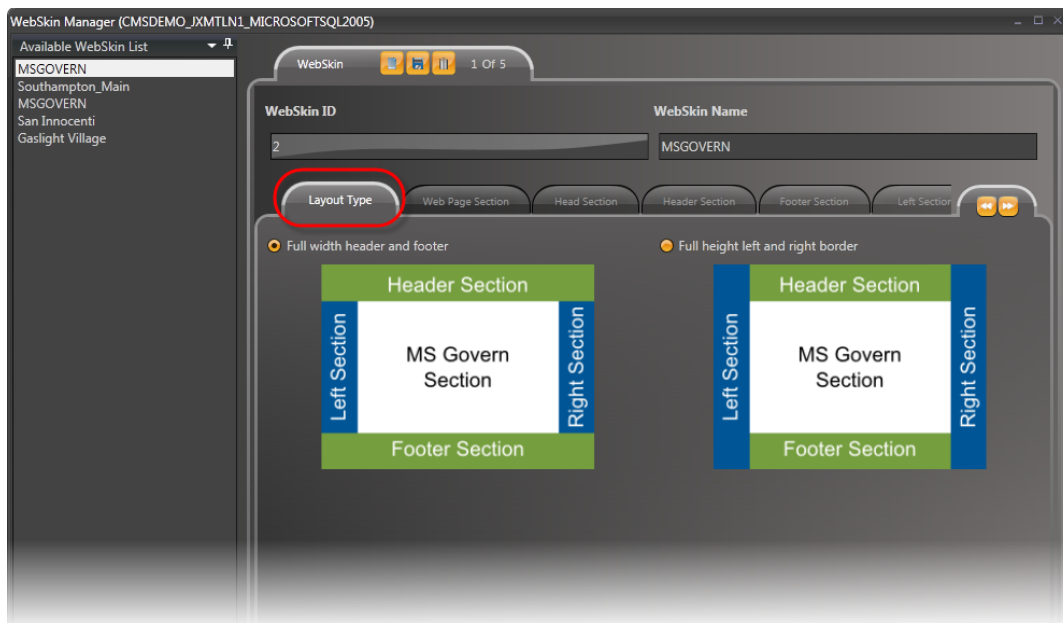 WebSkin Manager (CMSDEMO_JXMTLN1_MICROSOFTSQL2005)
Available WebSkin List
MSGOVERN
Southampton_Main
MSGOVERN
San Innocenti
Gaslight Village
WebSkin 1 Of 5
WebSkin ID
WebSkin Name
2
MSGOVERN
Layout Type
Web Page Section
Head Section
Header Section
Footer Section
Left Section
Full width header and footer
Full height left and right border
Header Section
Left Section
MS Govern
Section
Right Section
Footer Section
Header Section
Left Section
MS Govern
Section
Right Section
Footer Section